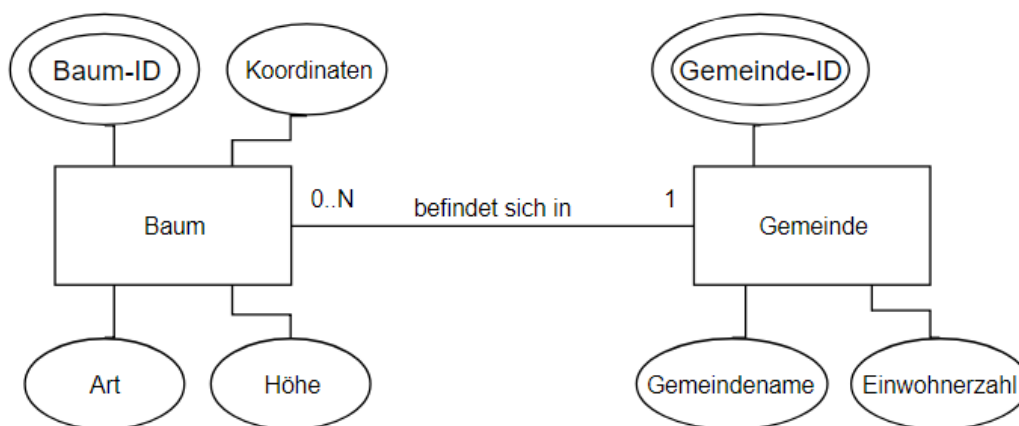 Baum-ID
Koordinaten
Gemeinde-ID
Baum
0..N
befindet sich in
1
Gemeinde
Art
Höhe
Gemeindename
Einwohnerzahl